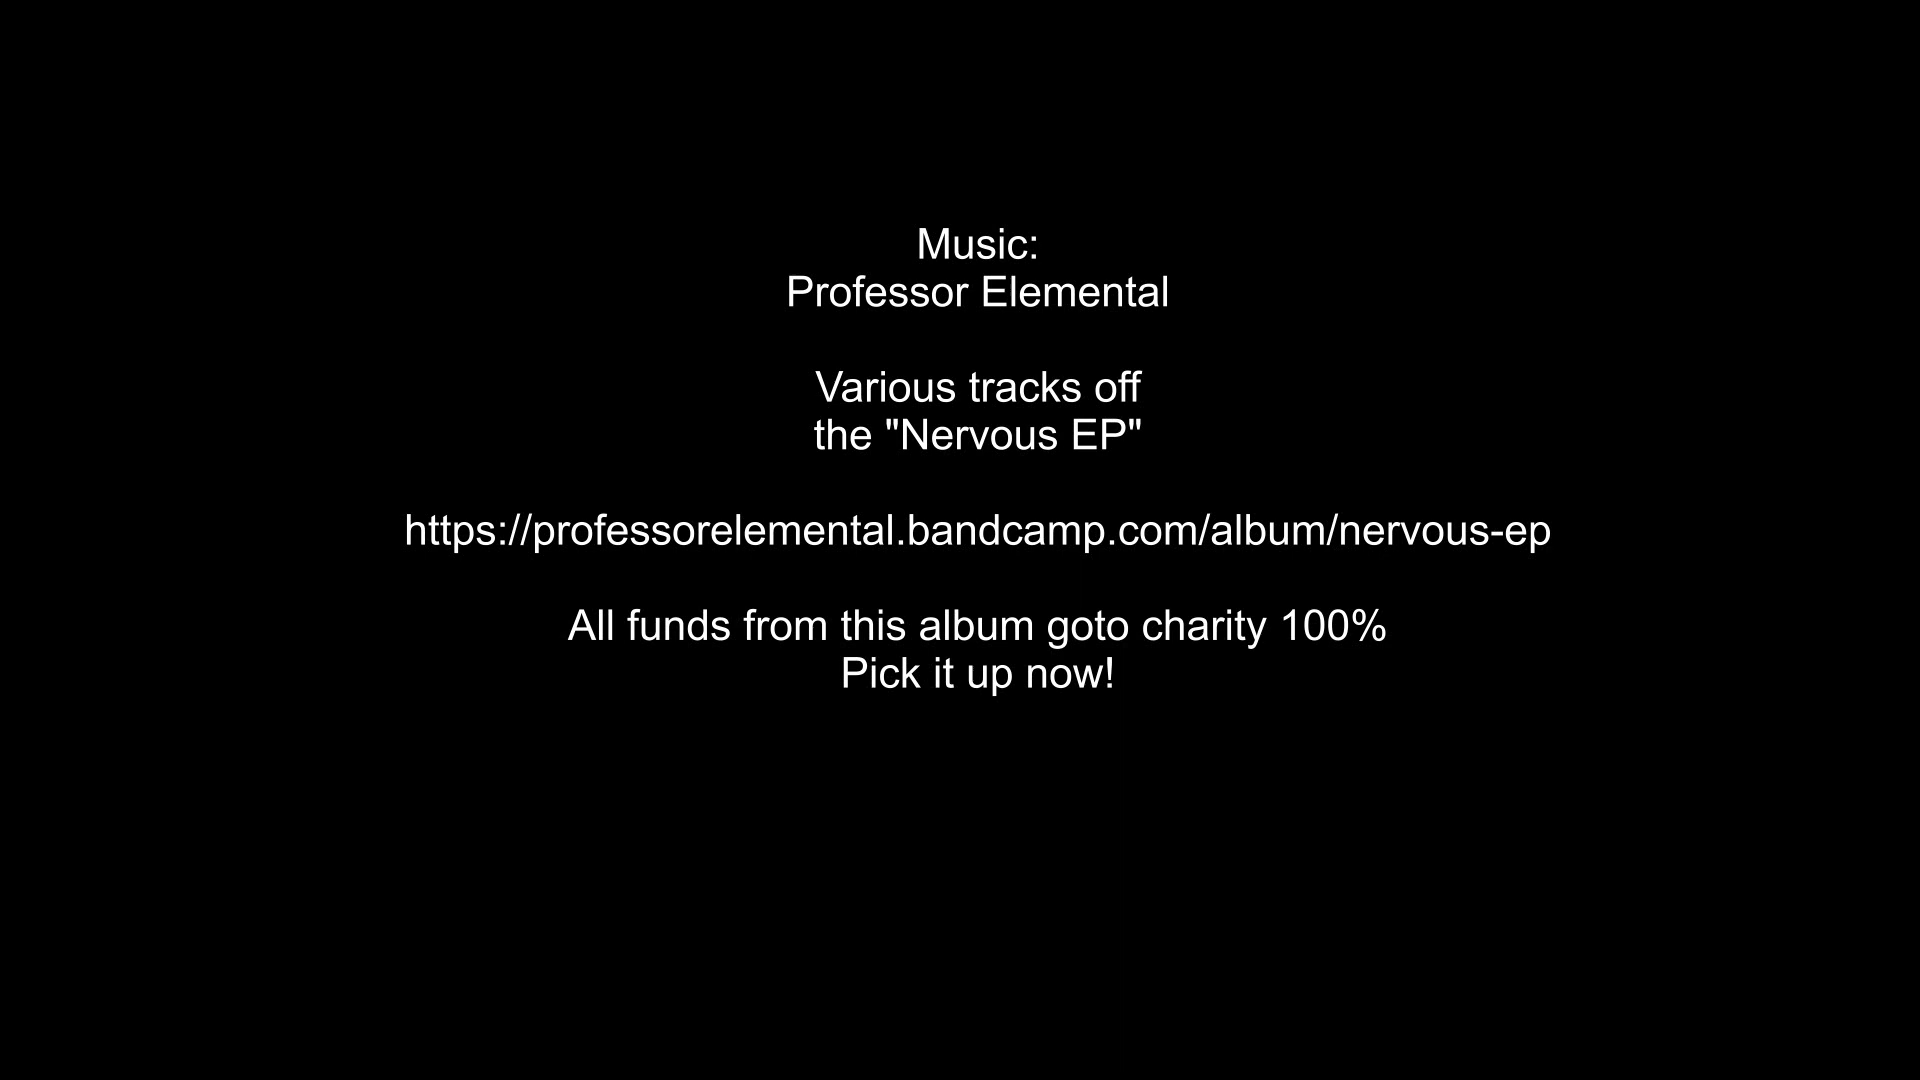 Music:
Professor Elemental
Various tracks off
the "Nervous EP"
https://professorelemental.bandcamp.com/album/nervous-ep
All funds from this album goto charity 100%
Pick it up now!